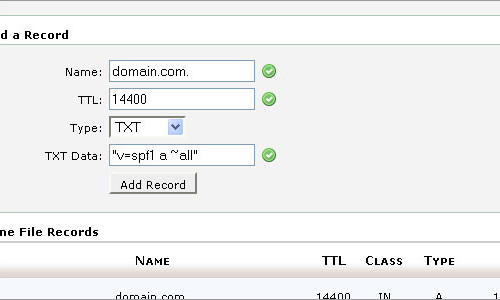 d a Record
Name: domain.com.
TTL: 14400
Type: TXT
TXT Data: "v=spf1 a ~all"
Add Record
ne File Records
NAME TTL CLASS TYPE
domain.com. 14400 IN A 1